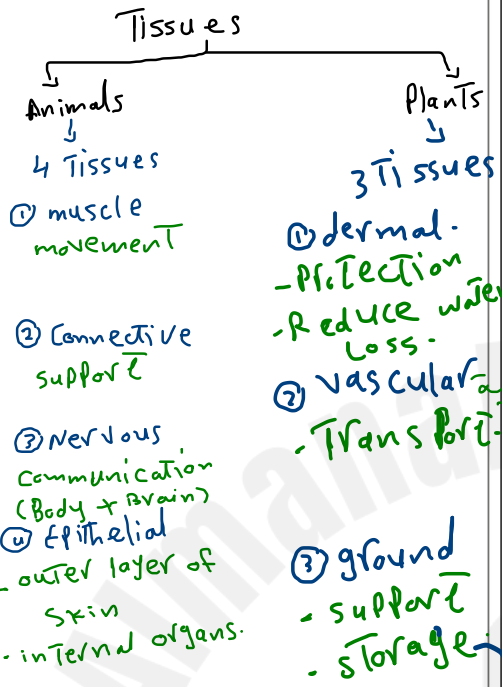 Tissues
Animals
4 Tissues
① muscle
movement
② Connective
support
③ Nervous
Communication
(Body + Brain)
④ Epithelial
- outer layer of
skin
- internal organs.
Plants
3 Tissues
① dermal.
- Protection
- Reduce water
Loss.
② vascular
- Transport.
③ ground
- support
- storage